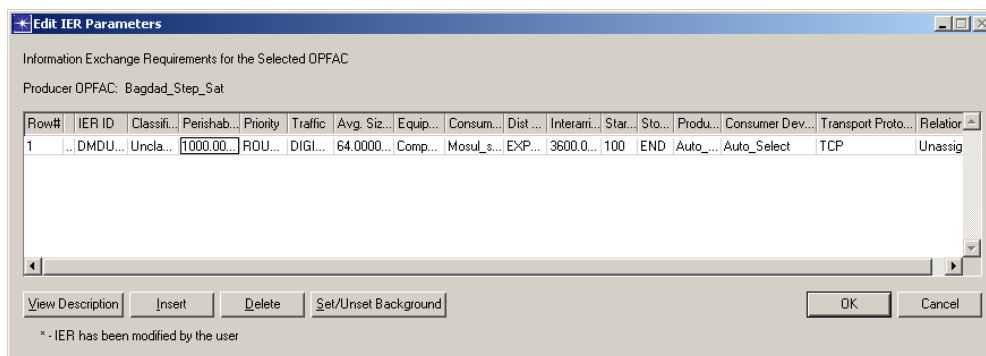 Edit IER Parameters
Information Exchange Requirements for the Selected OPFAC
Producer OPFAC: Bagdad_Step_Sat
Row# IER ID Classifi... Perishab... Priority Traffic Avg. Siz... Equip... Consum... Dist ... Interarri... Star... Sto... Produ... Consumer Dev... Transport Proto... Relation
1 .. DMDU... Uncla... 1000.00... ROU... DIGI... 64.0000... Comp... Mosul_s... EXP... 3600.0... 100 END Auto_... Auto_Select TCP Unassig
View Description Insert Delete Set/Unset Background OK Cancel
* - IER has been modified by the user